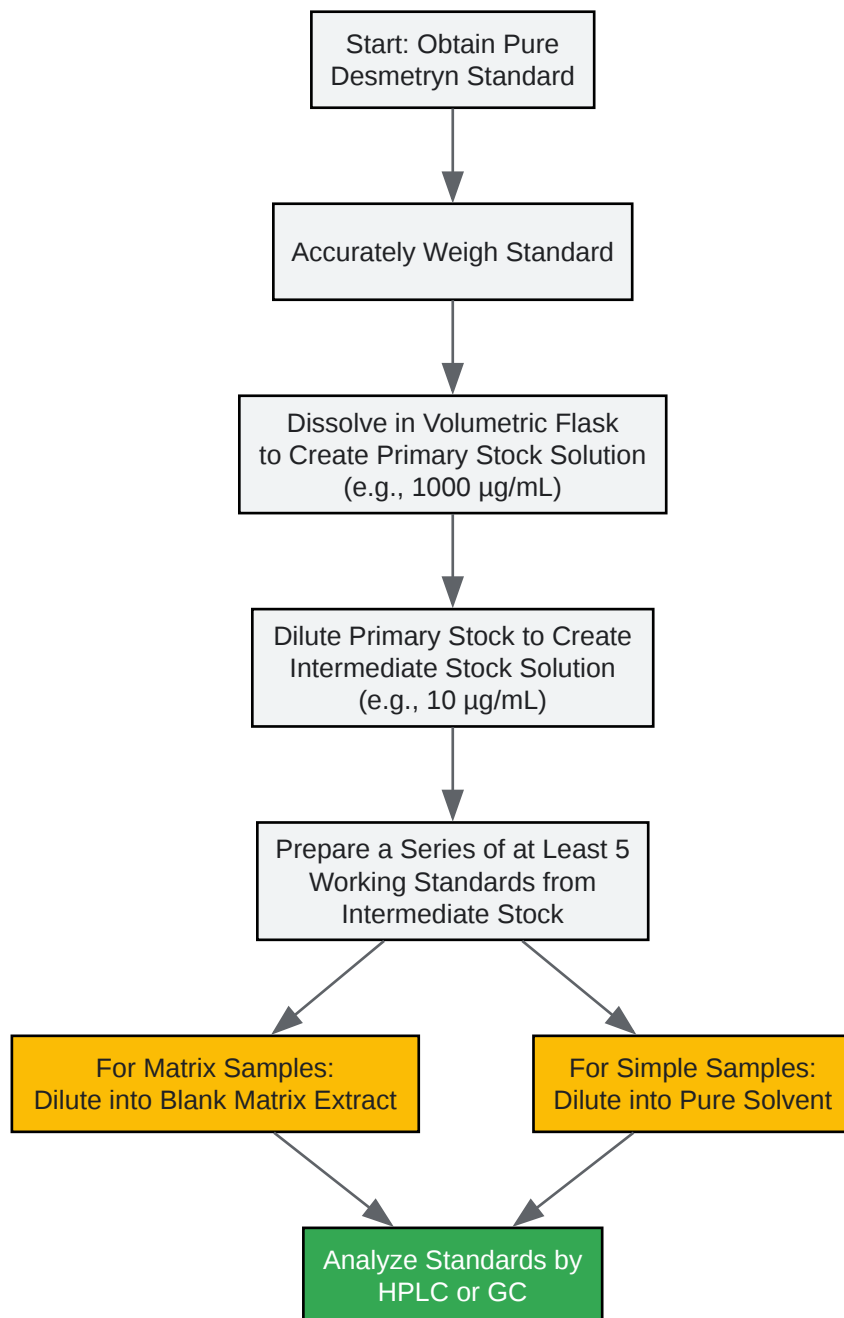 Start: Obtain Pure
Desmetryn Standard
Accurately Weigh Standard
Dissolve in Volumetric Flask
to Create Primary Stock Solution
(e.g., 1000 µg/mL)
Dilute Primary Stock to Create
Intermediate Stock Solution
(e.g., 10 µg/mL)
Prepare a Series of at Least 5
Working Standards from
Intermediate Stock
For Matrix Samples:
Dilute into Blank Matrix Extract
For Simple Samples:
Dilute into Pure Solvent
Analyze Standards by
HPLC or GC